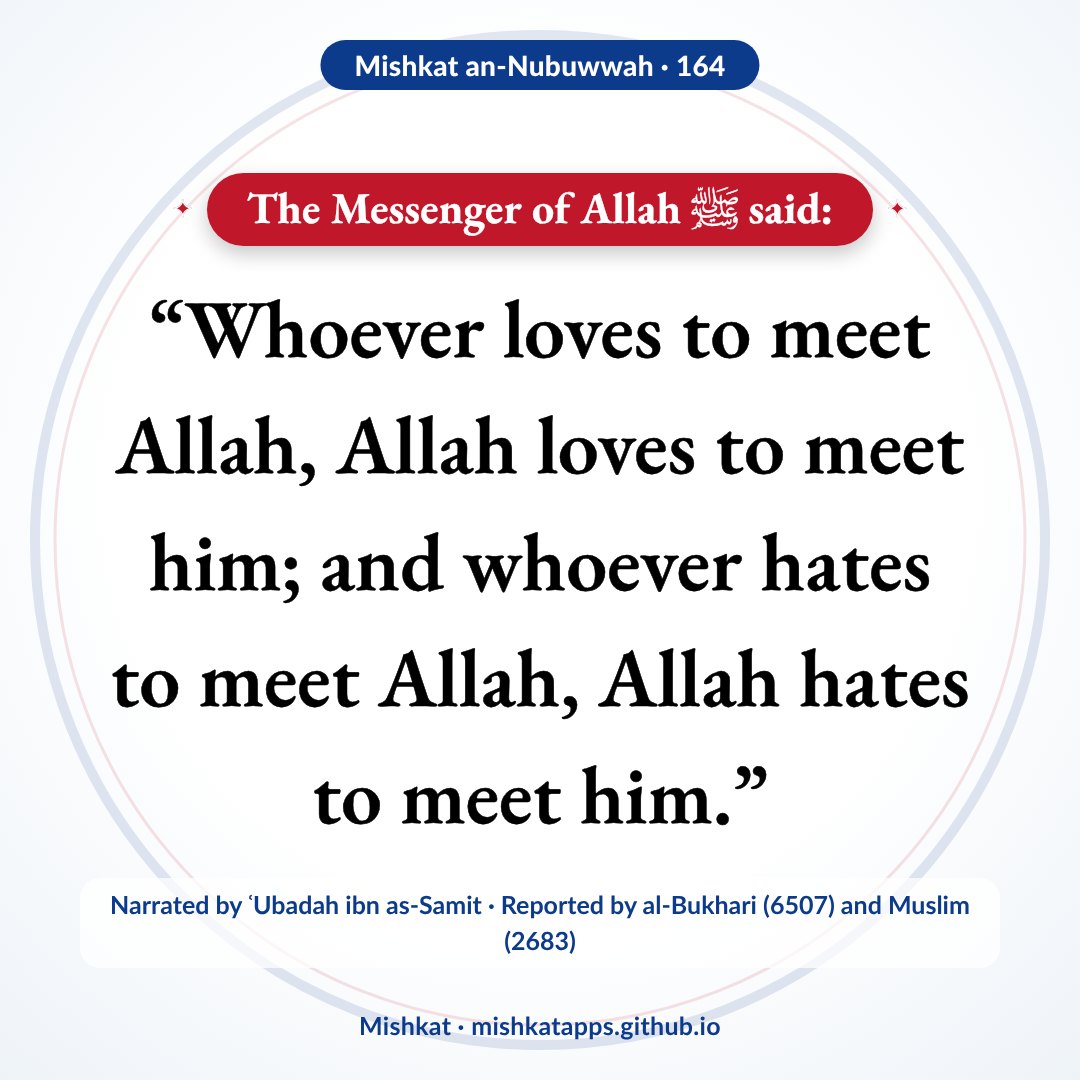 Mishkat an-Nubuwwah · 164
The Messenger of Allah ﷺ said:
“Whoever loves to meet
Allah, Allah loves to meet
him; and whoever hates
to meet Allah, Allah hates
to meet him.”
Narrated by ʿUbadah ibn as-Samit · Reported by al-Bukhari (6507) and Muslim
(2683)
Mishkat · mishkatapps.github.io